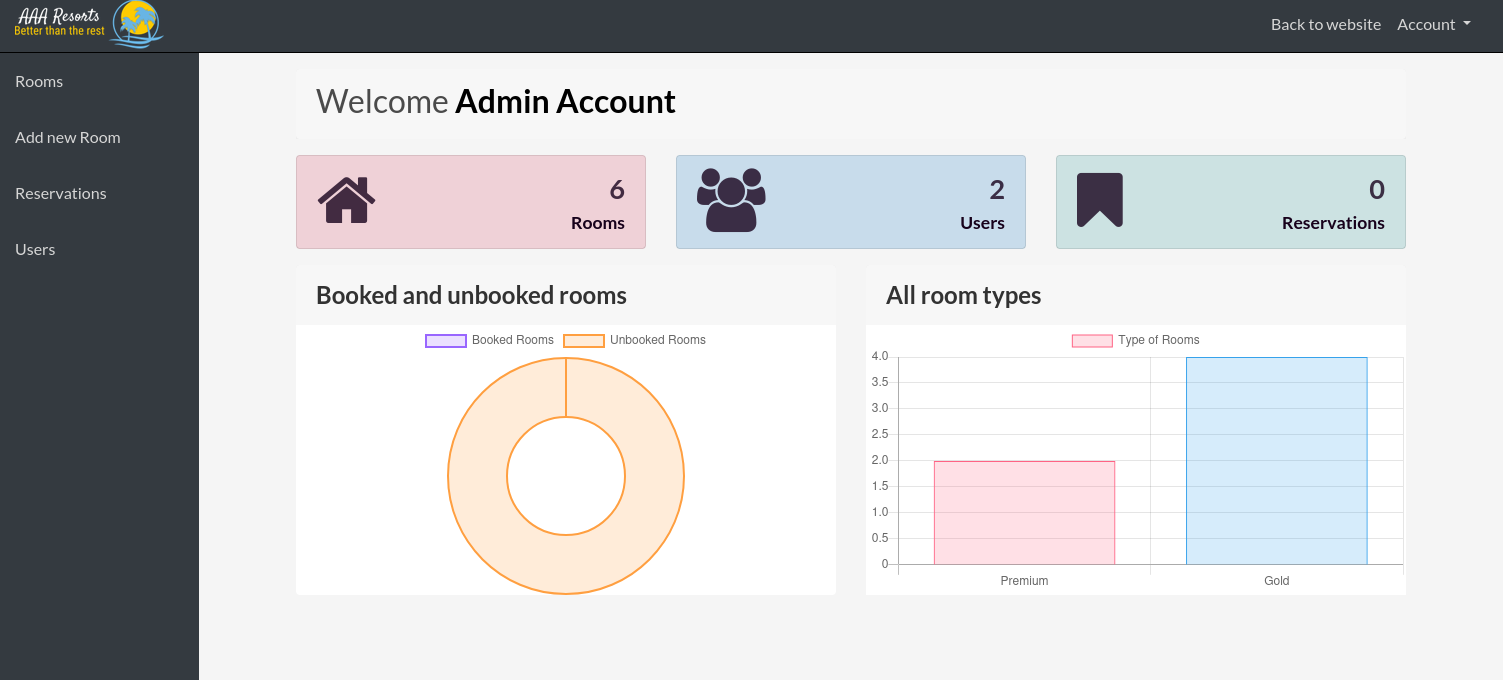 AAA Resorts
Better than the rest
Back to website Account
Rooms
Add new Room
Reservations
Users
Welcome Admin Account
6
Rooms
2
Users
0
Reservations
Booked and unbooked rooms
Booked Rooms Unbooked Rooms
All room types
Type of Rooms
4.0
3.5
3.0
2.5
2.0
1.5
1.0
0.5
0
Premium Gold